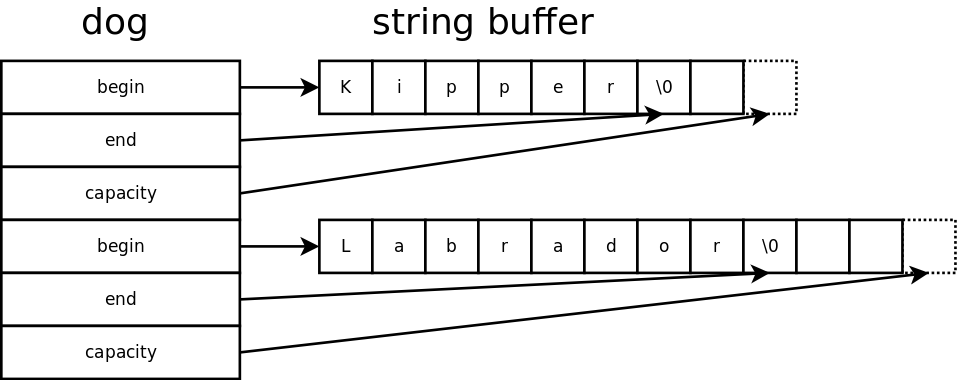 dog string buffer
begin K i p p e r \0
end
capacity
begin L a b r a d o r \0
end
capacity